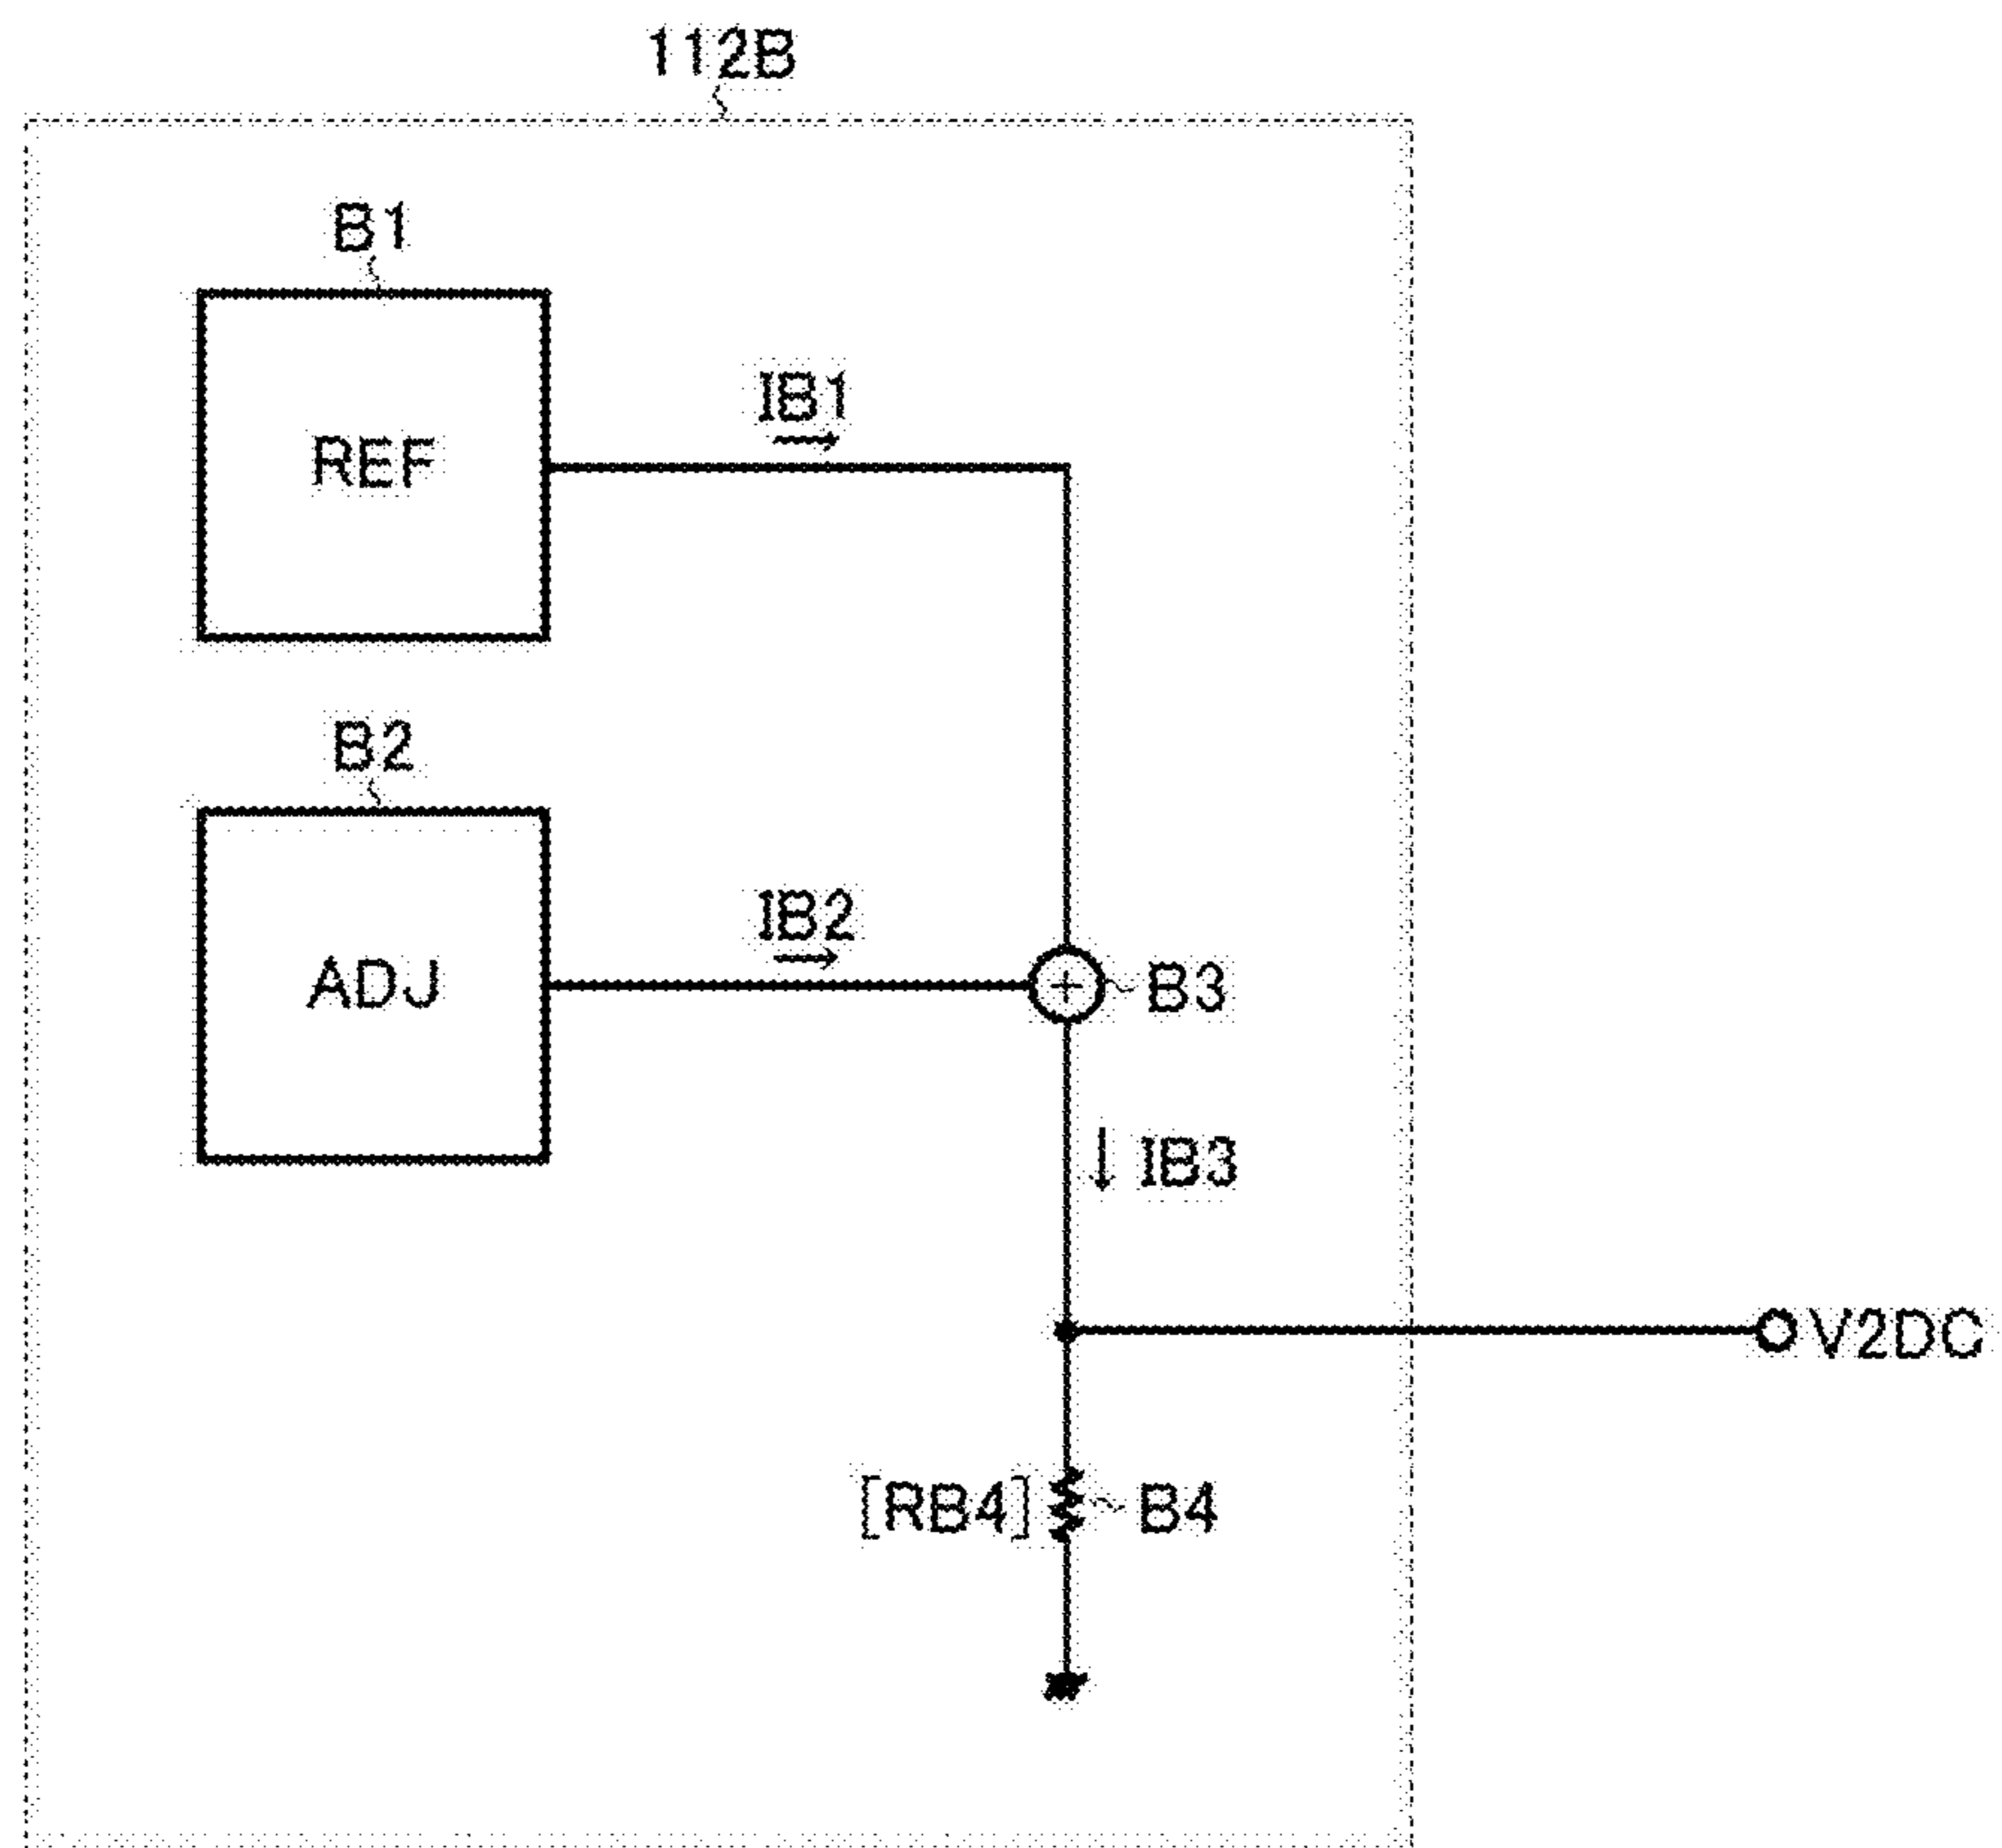 112B
B1
REF
IB1
B2
ADJ
IB2
+
B3
IB3
V2DC
[RB4]
B4